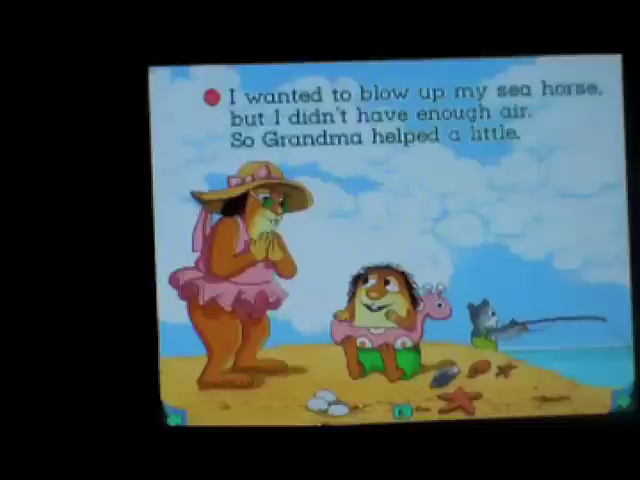 I wanted to blow up my sea horse,
but I didn't have enough air.
So Grandma helped a little.